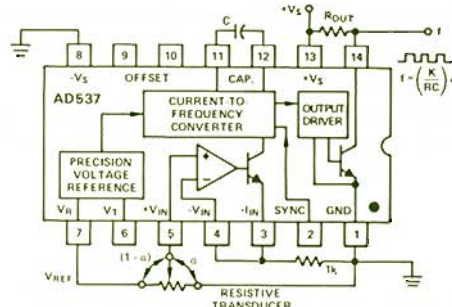 +Vs
ROUT
C
f
8 9 10 11 12 13 14
-Vs OFFSET CAP. +Vs
f = (K/RC)
AD537
CURRENT-TO-
FREQUENCY
CONVERTER
OUTPUT
DRIVER
PRECISION
VOLTAGE
REFERENCE
+
-
VR VT +VIN -VIN -IIN SYNC GND
7 6 5 4 3 2 1
(1-a) a
VREF
1k
RESISTIVE
TRANSDUCER